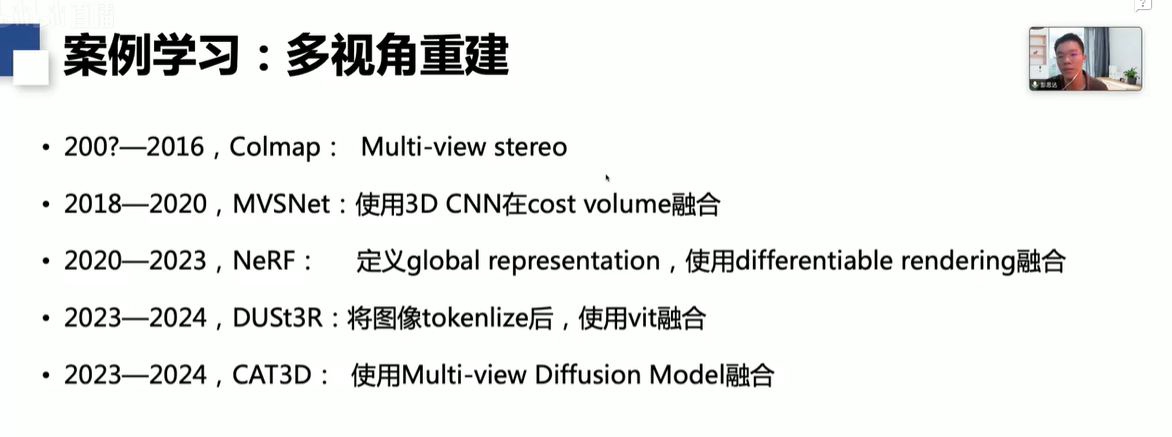 案例学习：多视角重建
• 200?—2016，Colmap： Multi-view stereo
• 2018—2020，MVSNet：使用3D CNN在cost volume融合
• 2020—2023，NeRF： 定义global representation，使用differentiable rendering融合
• 2023—2024，DUSt3R：将图像tokenlize后，使用vit融合
• 2023—2024，CAT3D： 使用Multi-view Diffusion Model融合